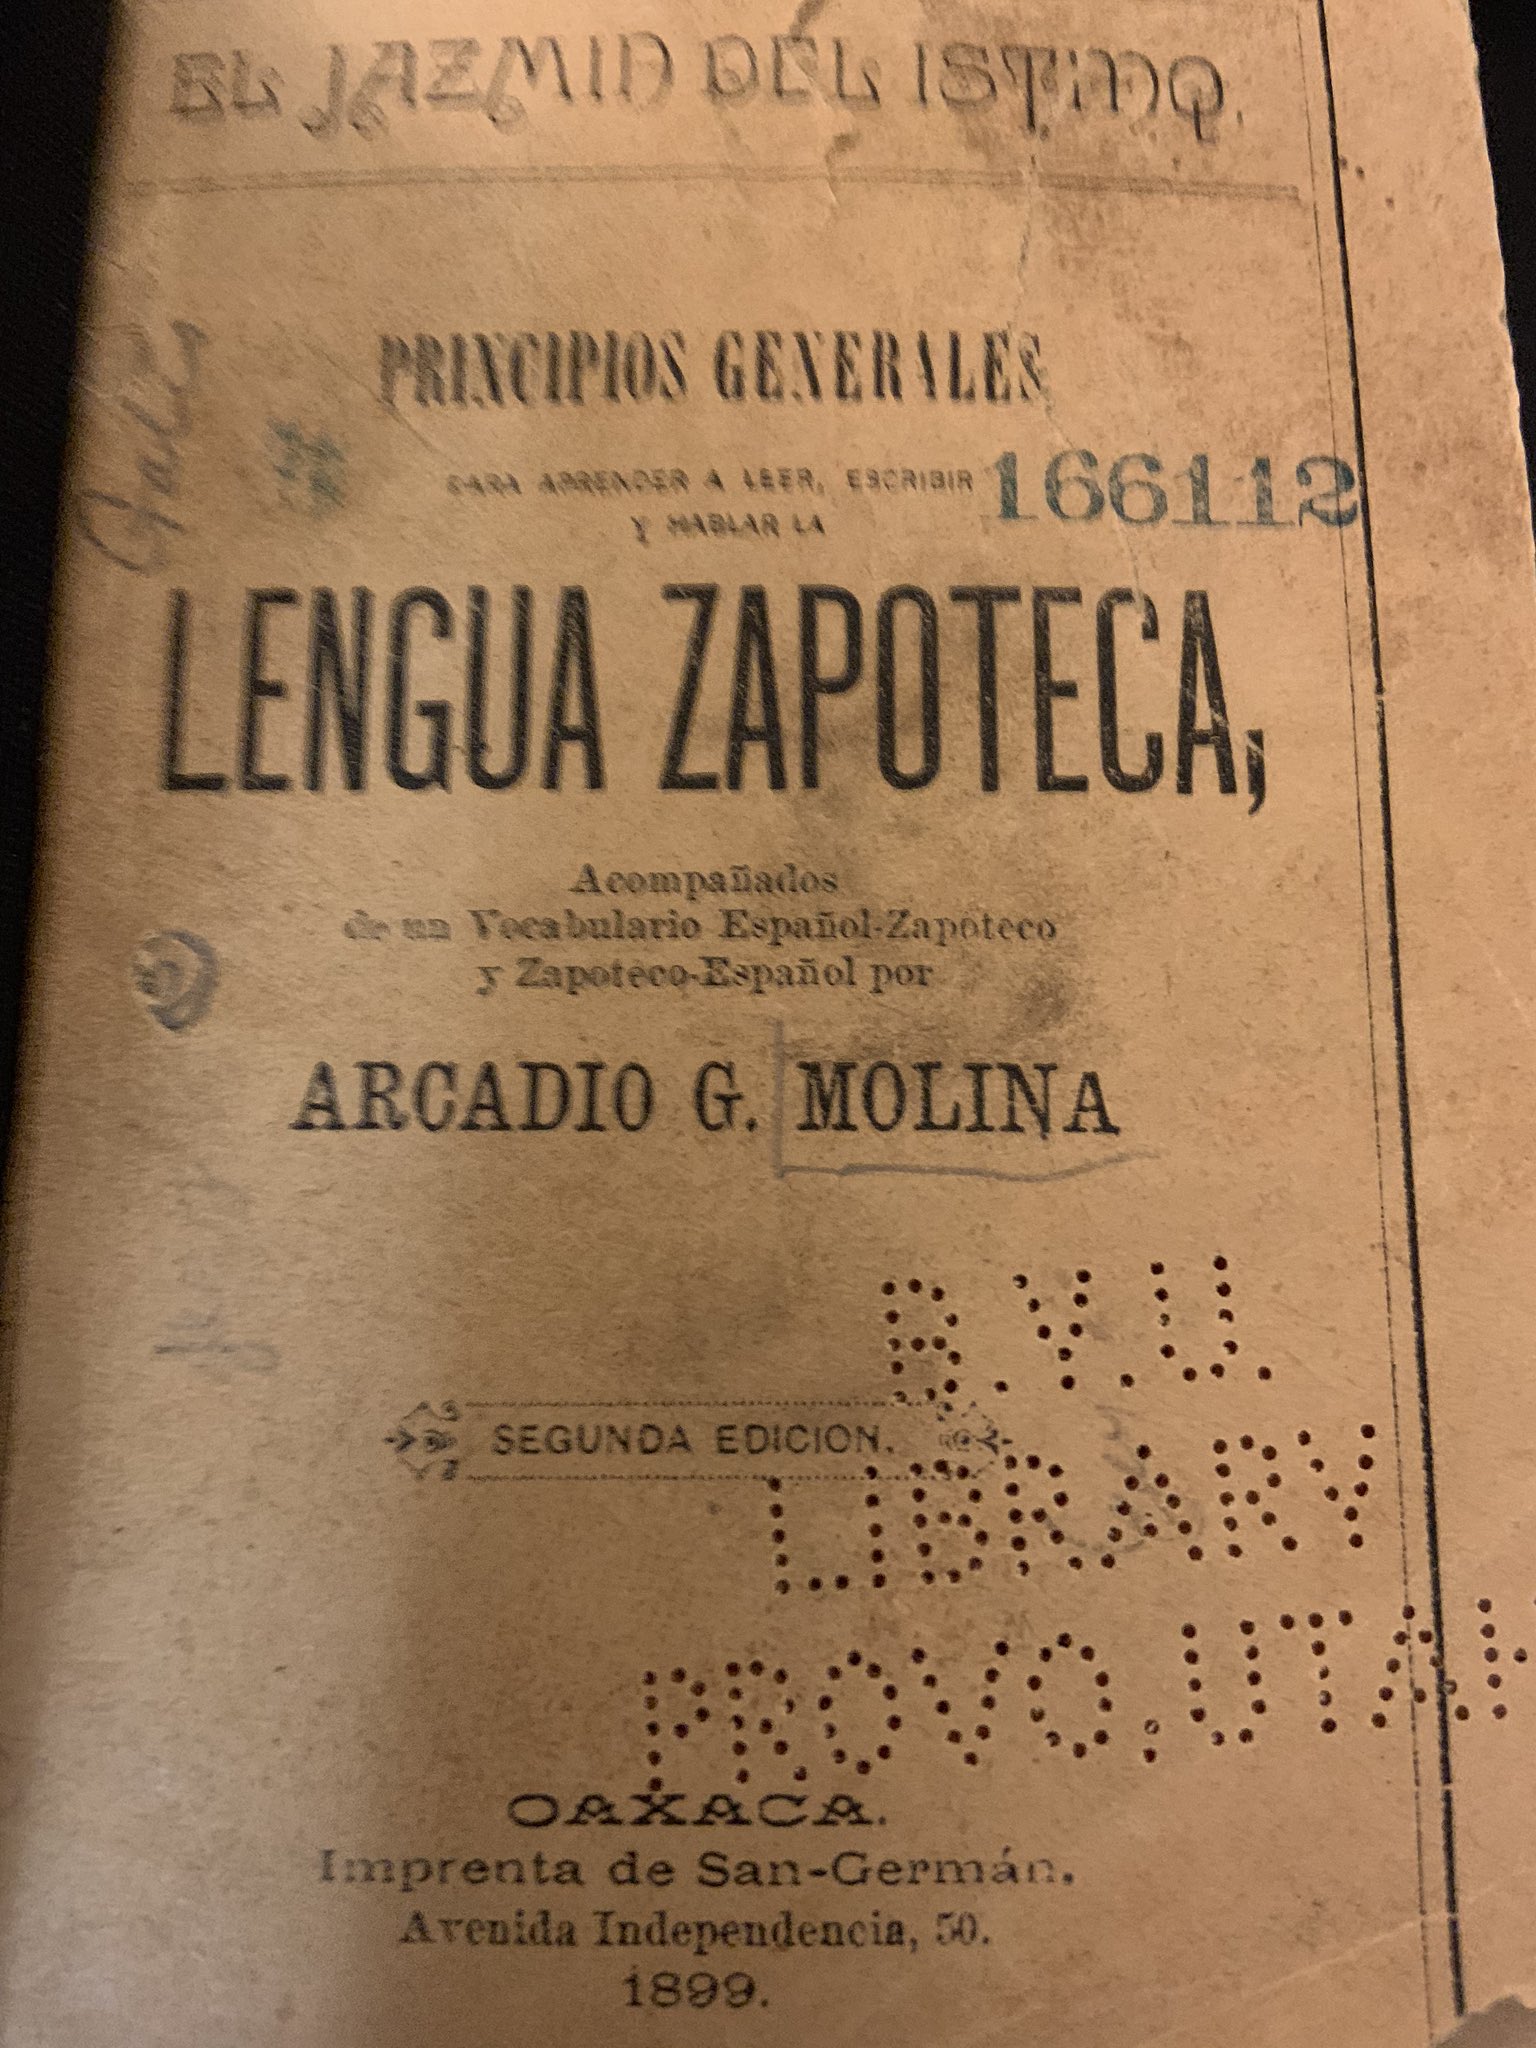 EL JAZMIN DEL ISTMO.
PRINCIPIOS GENERALES
PARA APRENDER A LEER, ESCRIBIR
Y HABLAR LA
166112
LENGUA ZAPOTECA,
Acompañados
de un Vocabulario Español-Zapoteco
y Zapoteco-Español por
ARCADIO G. MOLINA
B.Y.U.
SEGUNDA EDICION.
LIBRARY
PROVO, UTAH
OAXACA.
Imprenta de San-Germán.
Avenida Independencia, 50.
1899.